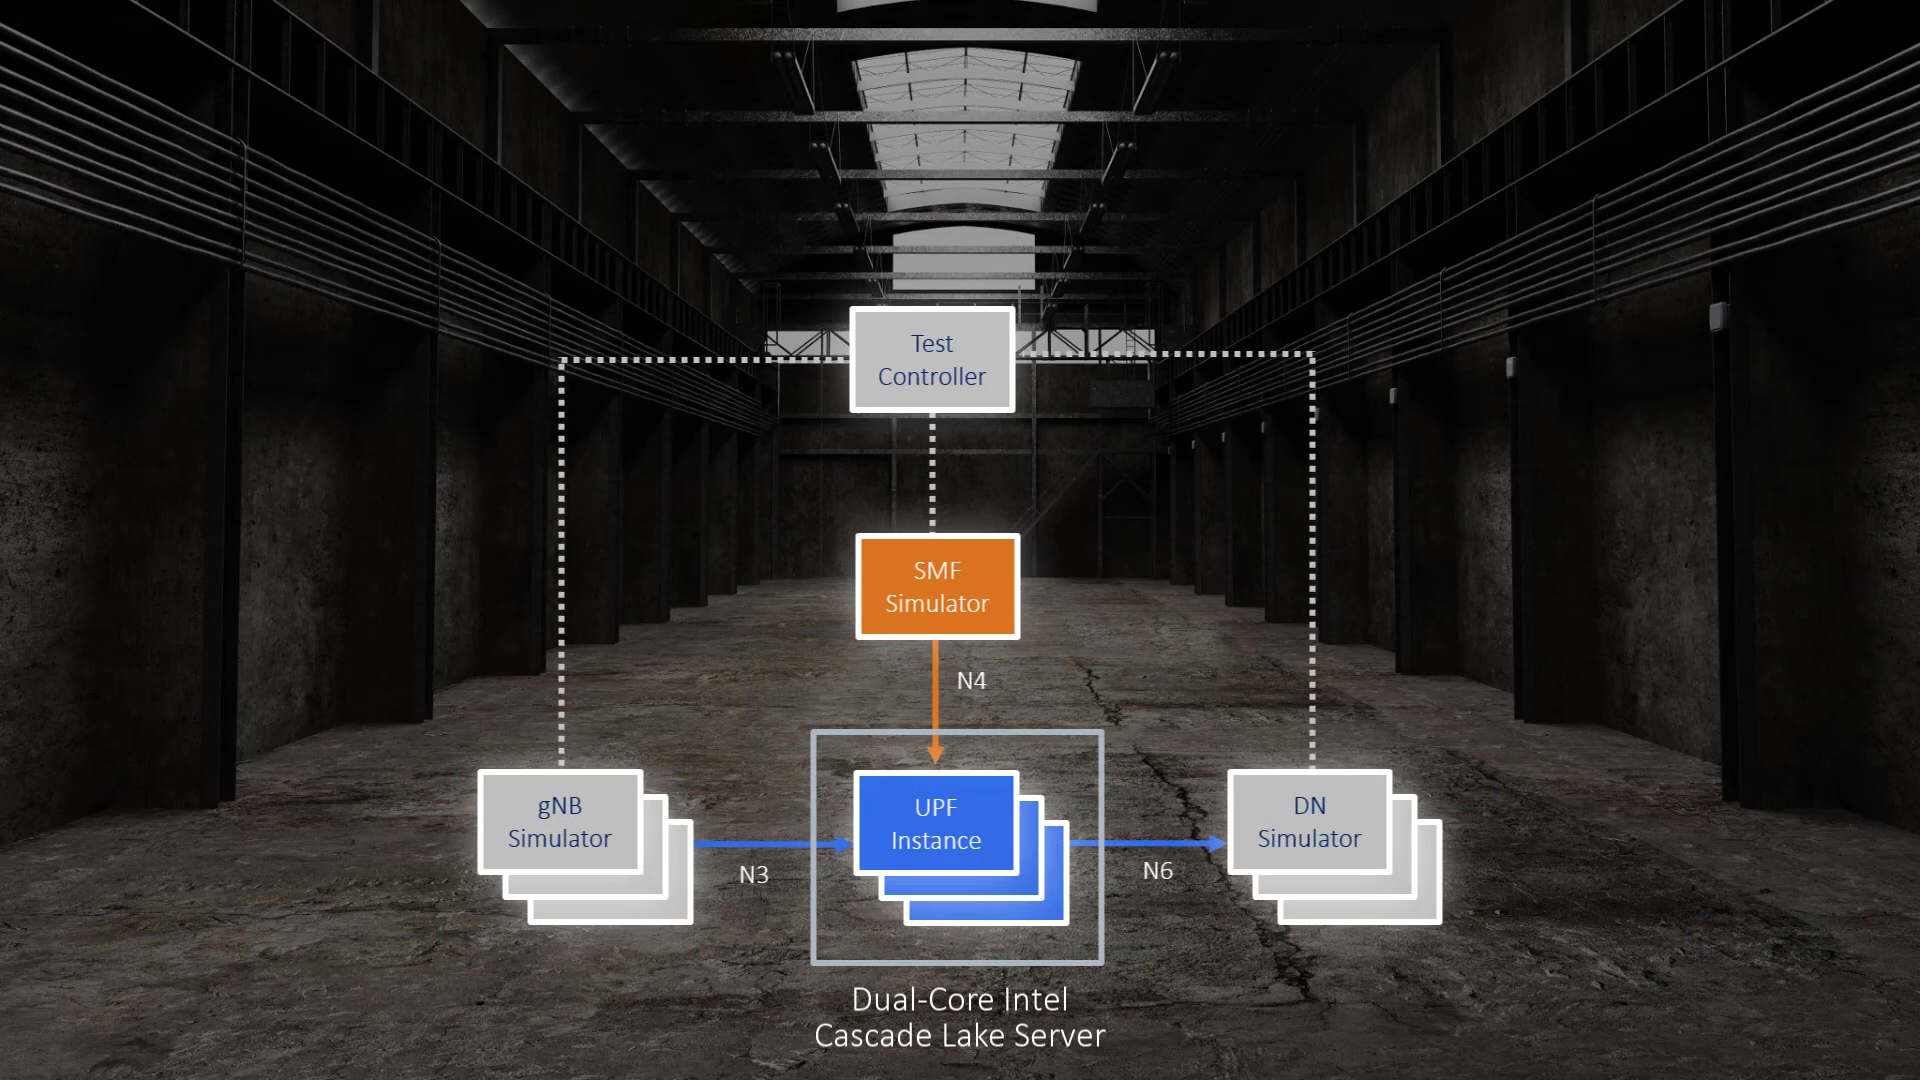 Test
Controller
SMF
Simulator
N4
gNB
Simulator
N3
UPF
Instance
N6
DN
Simulator
Dual-Core Intel
Cascade Lake Server